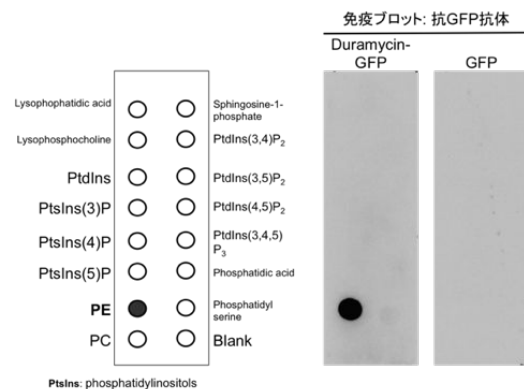 免疫ブロット: 抗GFP抗体
Duramycin-
GFP
GFP
Lysophophatidic acid
Sphingosine-1-
phosphate
Lysophosphocholine
PtdIns(3,4)P₂
PtdIns
PtdIns(3,5)P₂
PtsIns(3)P
PtdIns(4,5)P₂
PtsIns(4)P
PtdIns(3,4,5)
P₃
PtsIns(5)P
Phosphatidic acid
PE
Phosphatidyl
serine
PC
Blank
PtsIns: phosphatidylinositols